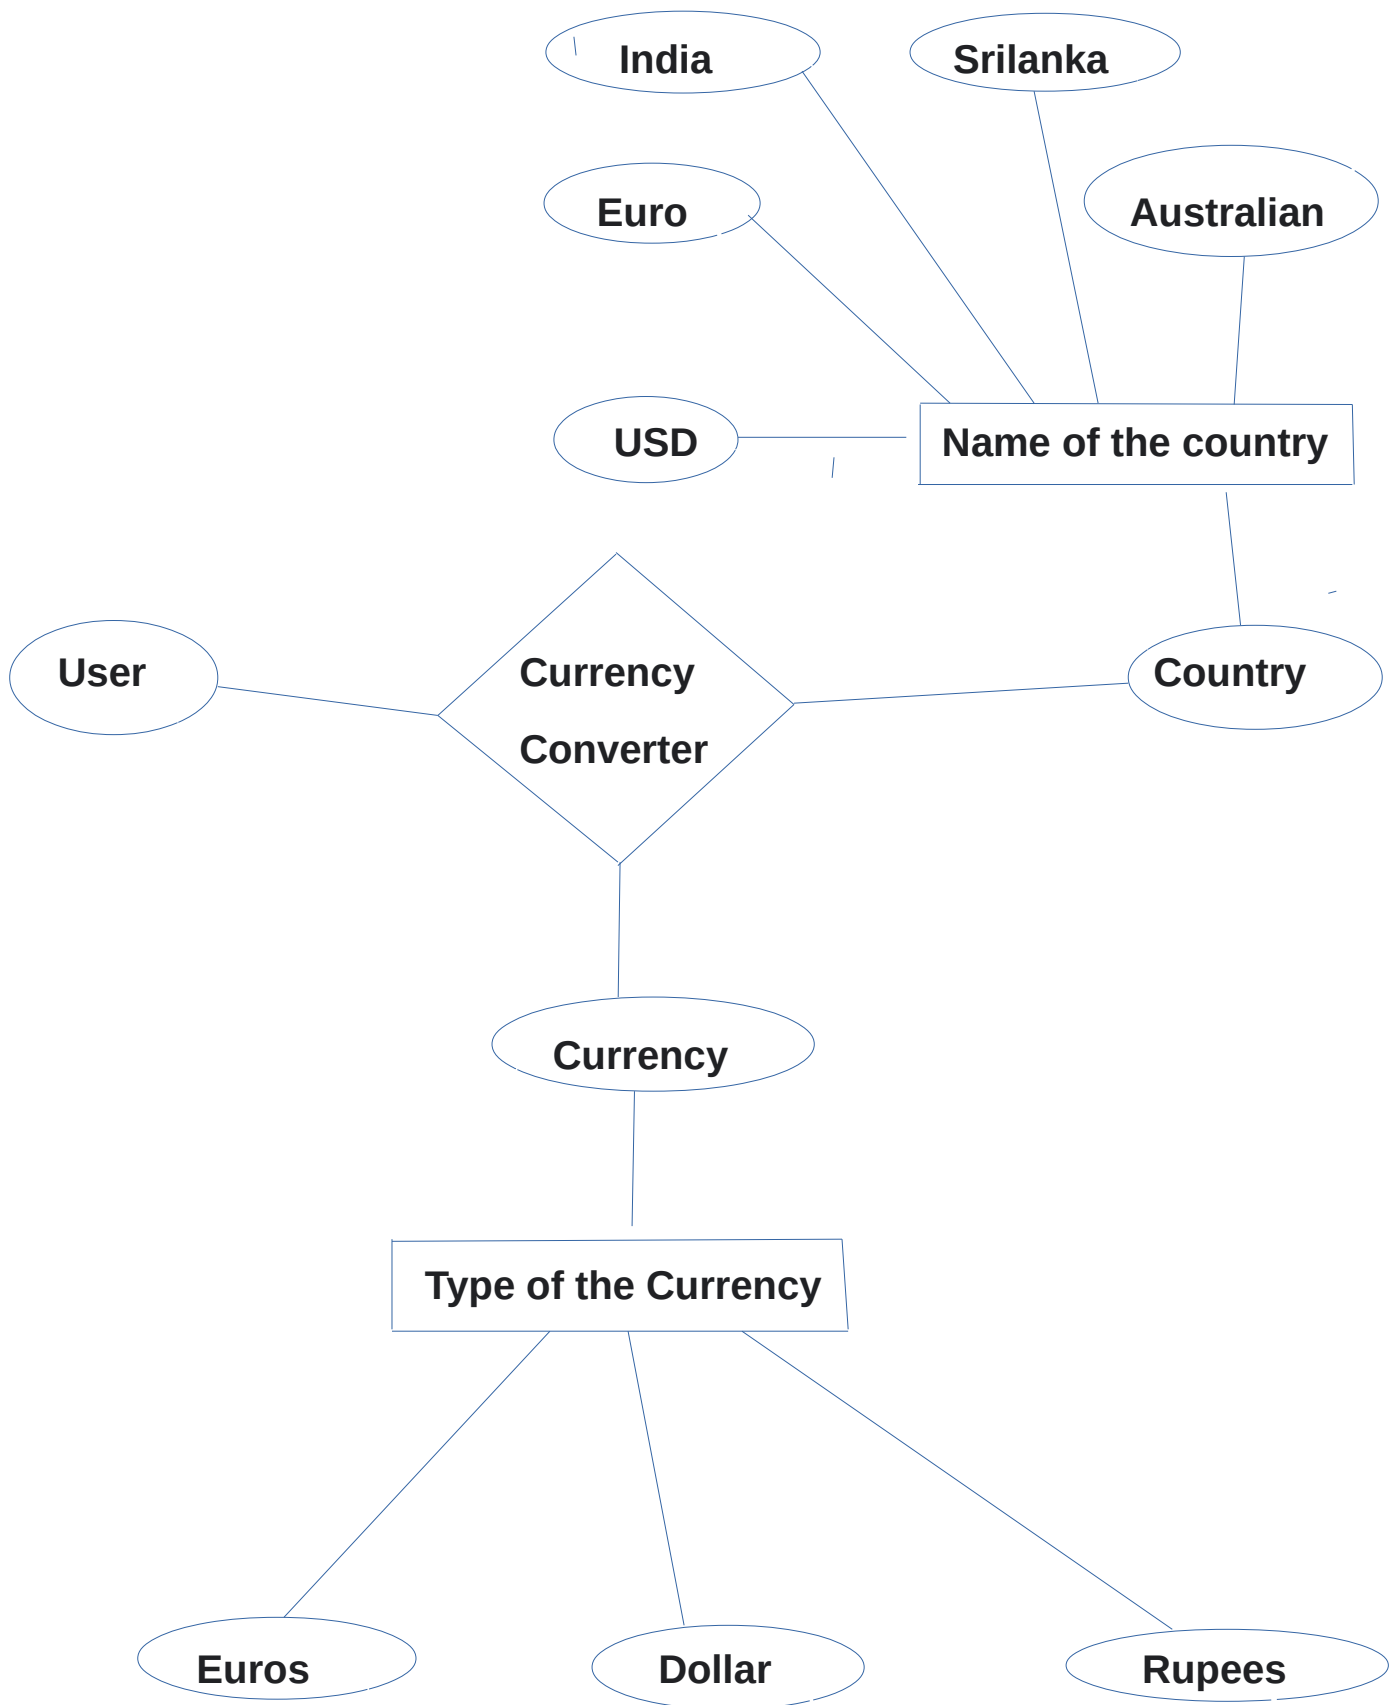 India
Srilanka
Euro
Australian
USD
Name of the country
User
Currency
Converter
Country
Currency
Type of the Currency
Euros
Dollar
Rupees